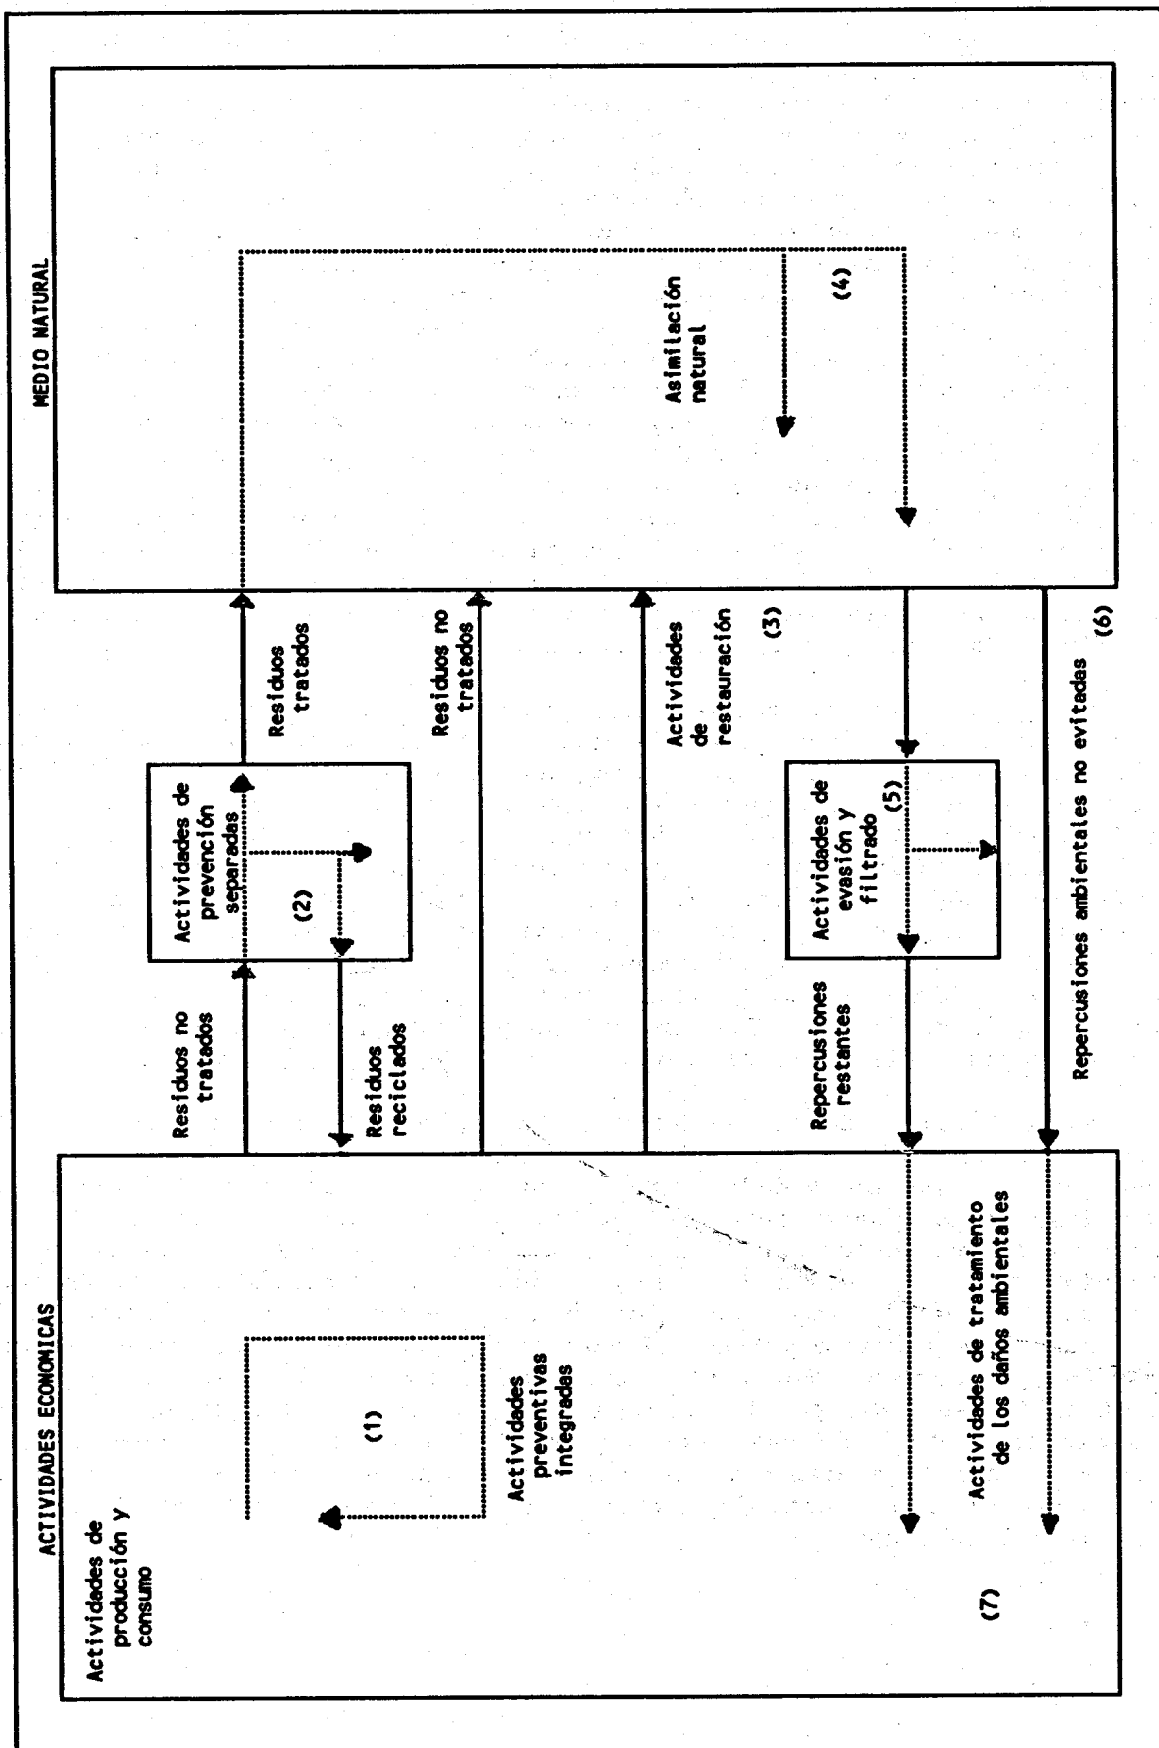 ACTIVIDADES ECONOMICAS
MEDIO NATURAL
Actividades de
producción y
consumo
(1)
Actividades
preventivas
integradas
Residuos no
tratados
Actividades de
prevención
separadas
(2)
Residuos
tratados
Residuos
reciclados
Residuos no
tratados
Actividades
de
restauración
(3)
Asimilación
natural
(4)
Repercusiones
restantes
Actividades de
evasión y
filtrado
(5)
Actividades de tratamiento
de los daños ambientales
(7)
Repercusiones ambientales no evitadas
(6)